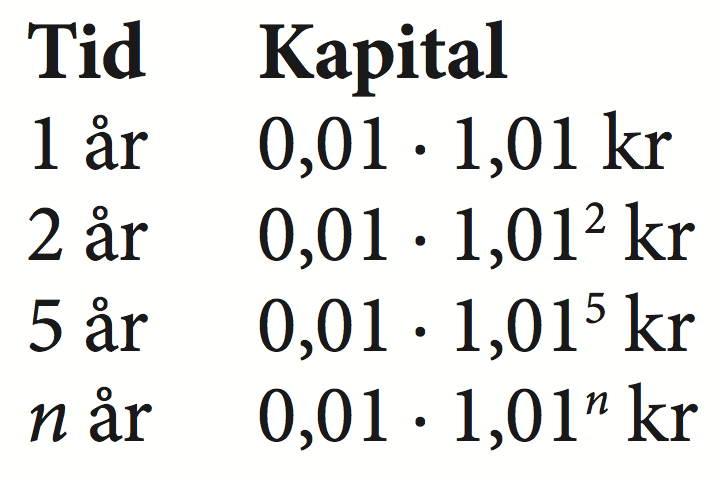 Tid Kapital
1 år 0,01 · 1,01 kr
2 år 0,01 · 1,01² kr
5 år 0,01 · 1,01⁵ kr
n år 0,01 · 1,01ⁿ kr